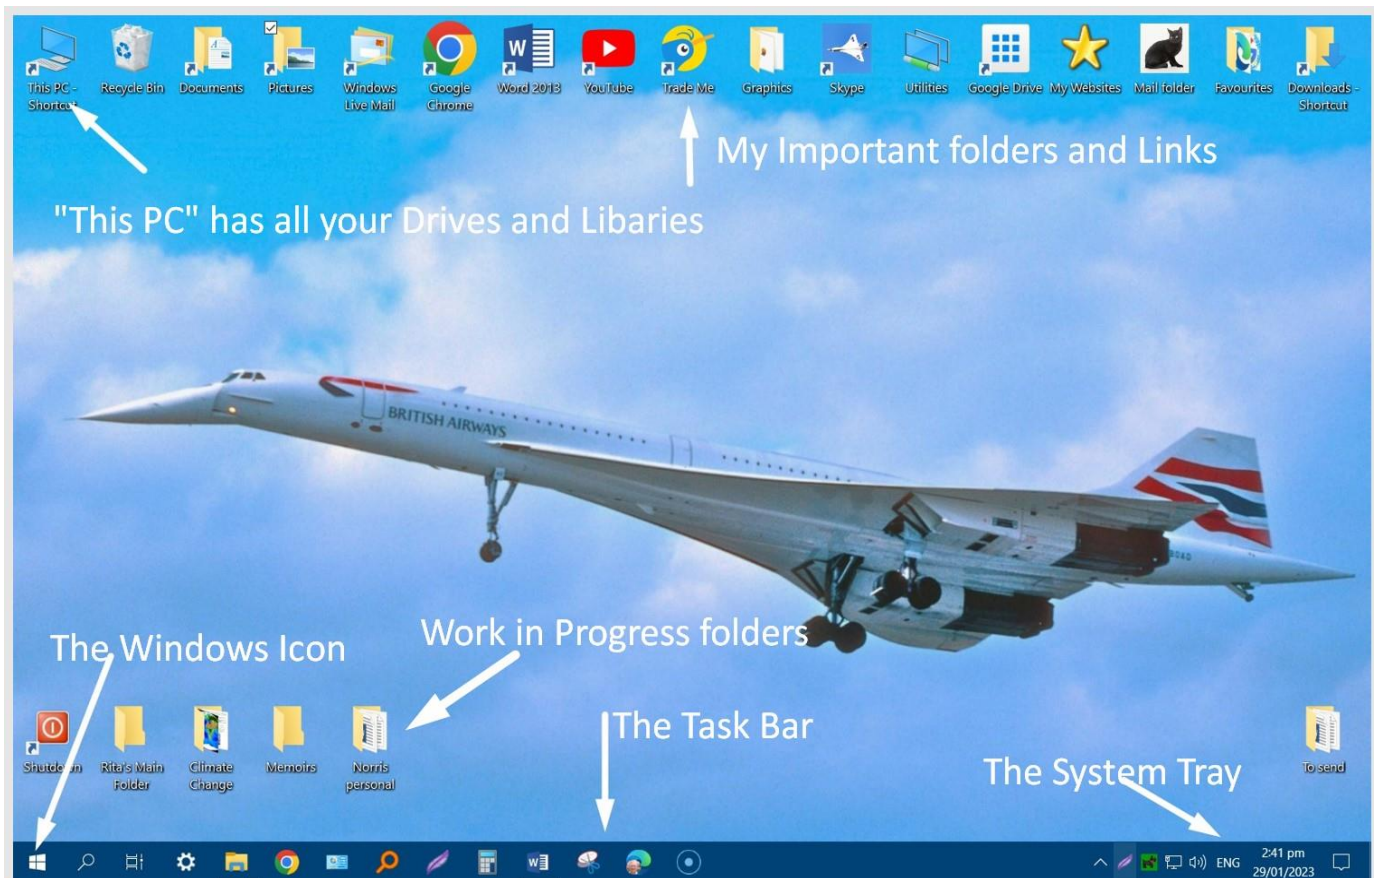 This PC - Shortcut
Recycle Bin
Documents
Pictures
Windows Live Mail
Google Chrome
Word 2013
YouTube
Trade Me
Graphics
Skype
Utilities
Google Drive
My Websites
Mail folder
Favourites
Downloads - Shortcut
My Important folders and Links
"This PC" has all your Drives and Libaries
BRITISH AIRWAYS
The Windows Icon
Work in Progress folders
The Task Bar
The System Tray
Shutdown
Rita's Main Folder
Climate Change
Memoirs
Norris personal
To send
ENG
2:41 pm
29/01/2023